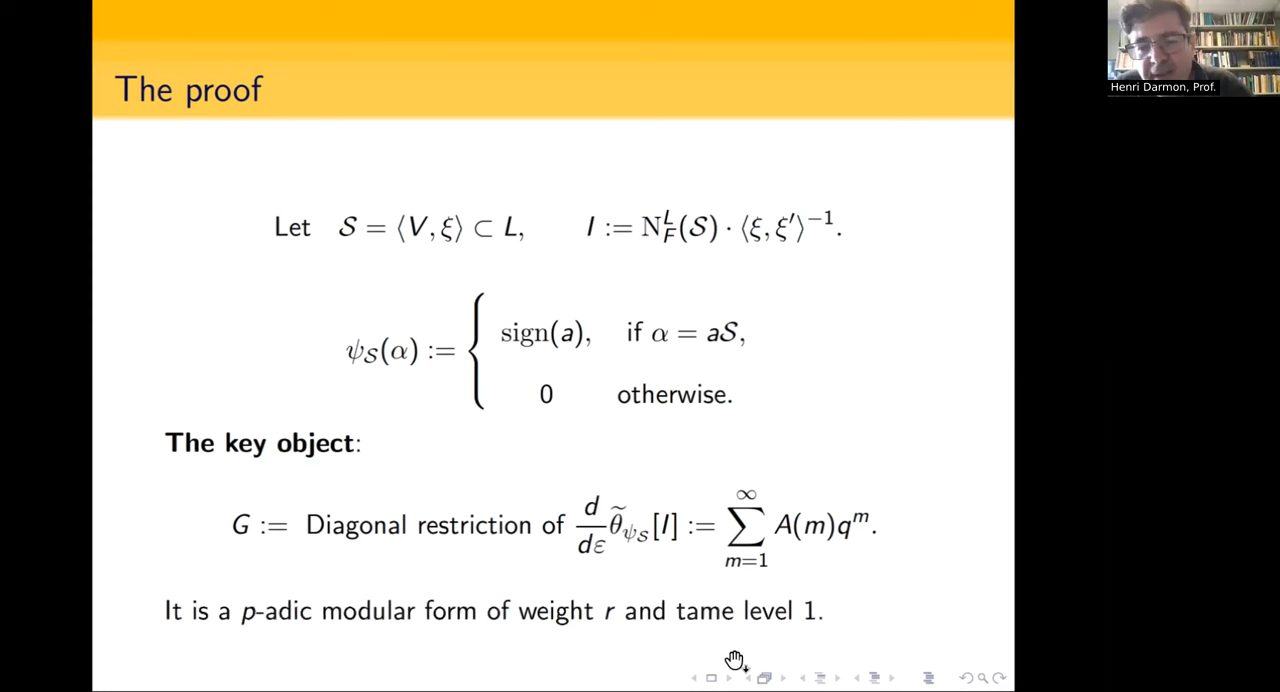 The proof
Henri Darmon, Prof.
Let 𝒮 = ⟨V, ξ⟩ ⊂ L, I := N_F^L(𝒮) · ⟨ξ, ξ′⟩⁻¹.
ψ_𝒮(α) := { sign(a), if α = a𝒮,
0 otherwise.
The key object:
G := Diagonal restriction of d/dε θ̃_{ψ_𝒮}[I] := ∑_{m=1}^{∞} A(m)q^m.
It is a p-adic modular form of weight r and tame level 1.